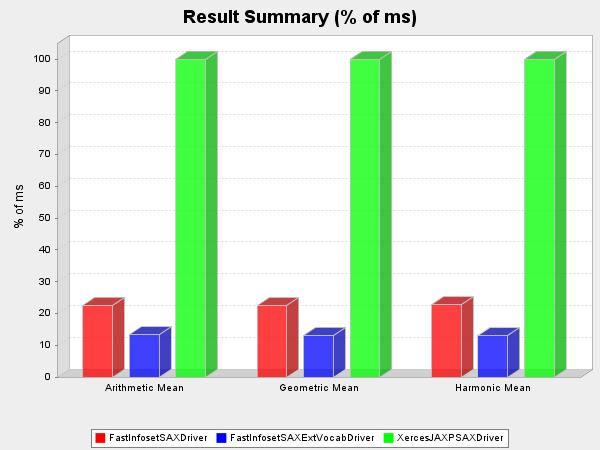 Result Summary (% of ms)
% of ms
100
90
80
70
60
50
40
30
20
10
0
Arithmetic Mean
Geometric Mean
Harmonic Mean
FastInfosetSAXDriver
FastInfosetSAXExtVocabDriver
XercesJAXPSAXDriver